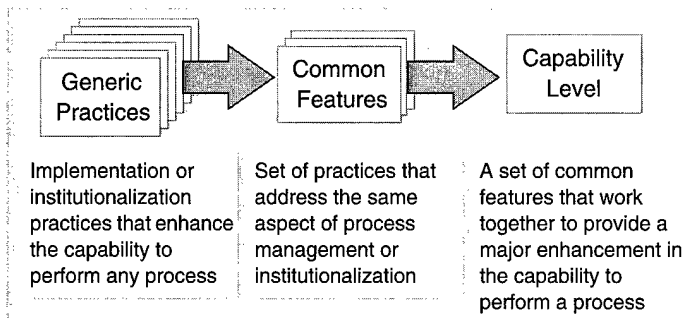 Generic
Practices
Common
Features
Capability
Level
Implementation or
institutionalization
practices that enhance
the capability to
perform any process
Set of practices that
address the same
aspect of process
management or
institutionalization
A set of common
features that work
together to provide a
major enhancement in
the capability to
perform a process